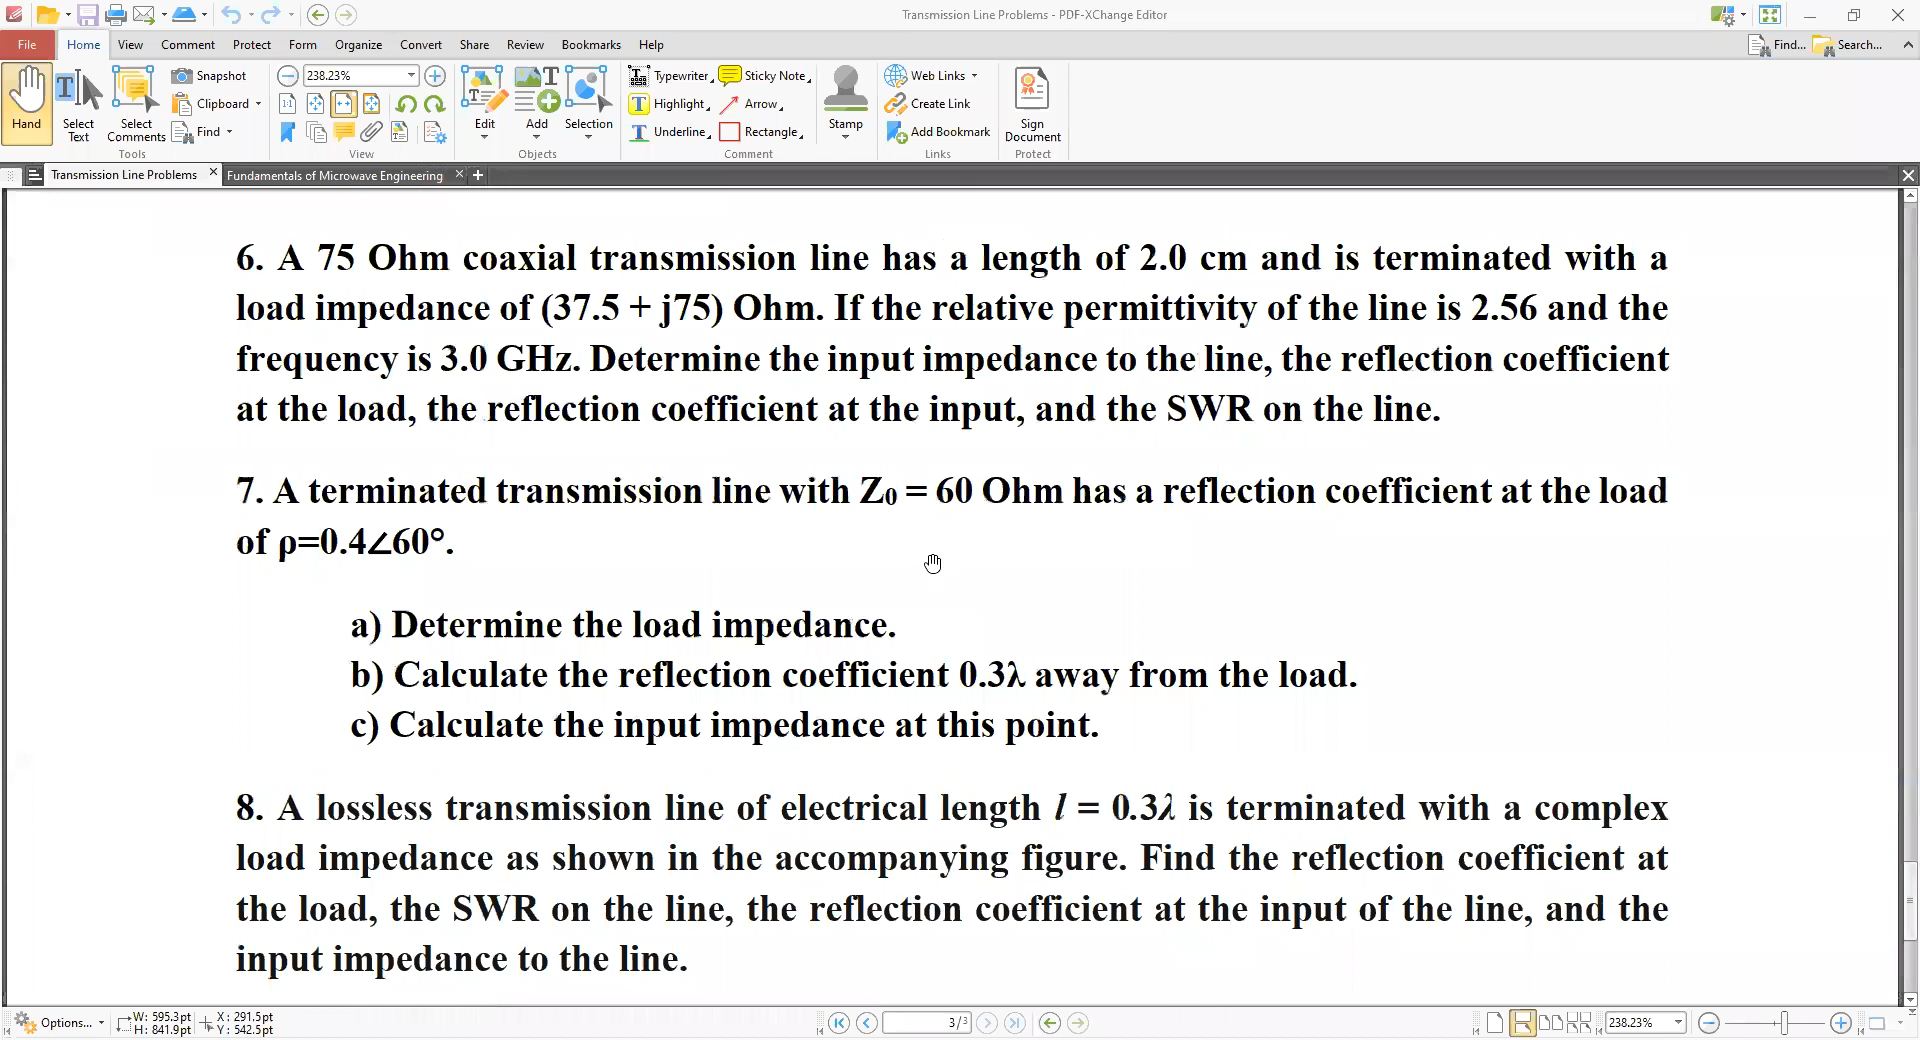 Transmission Line Problems - PDF-XChange Editor
File Home View Comment Protect Form Organize Convert Share Review Bookmarks Help Find... Search...
Hand
Select Text
Select Comments
Snapshot
Clipboard
Find
Tools
238.23%
View
Edit
Add
Selection
Objects
Typewriter
Highlight
Underline
Sticky Note
Arrow
Rectangle
Stamp
Comment
Web Links
Create Link
Add Bookmark
Links
Sign Document
Protect
Transmission Line Problems
Fundamentals of Microwave Engineering
6. A 75 Ohm coaxial transmission line has a length of 2.0 cm and is terminated with a
load impedance of (37.5 + j75) Ohm. If the relative permittivity of the line is 2.56 and the
frequency is 3.0 GHz. Determine the input impedance to the line, the reflection coefficient
at the load, the reflection coefficient at the input, and the SWR on the line.
7. A terminated transmission line with Z₀ = 60 Ohm has a reflection coefficient at the load
of ρ=0.4∠60°.
a) Determine the load impedance.
b) Calculate the reflection coefficient 0.3λ away from the load.
c) Calculate the input impedance at this point.
8. A lossless transmission line of electrical length l = 0.3λ is terminated with a complex
load impedance as shown in the accompanying figure. Find the reflection coefficient at
the load, the SWR on the line, the reflection coefficient at the input of the line, and the
input impedance to the line.
Options...
W: 595.3pt
H: 841.9pt
X: 291.5pt
Y: 542.5pt
3/3
238.23%